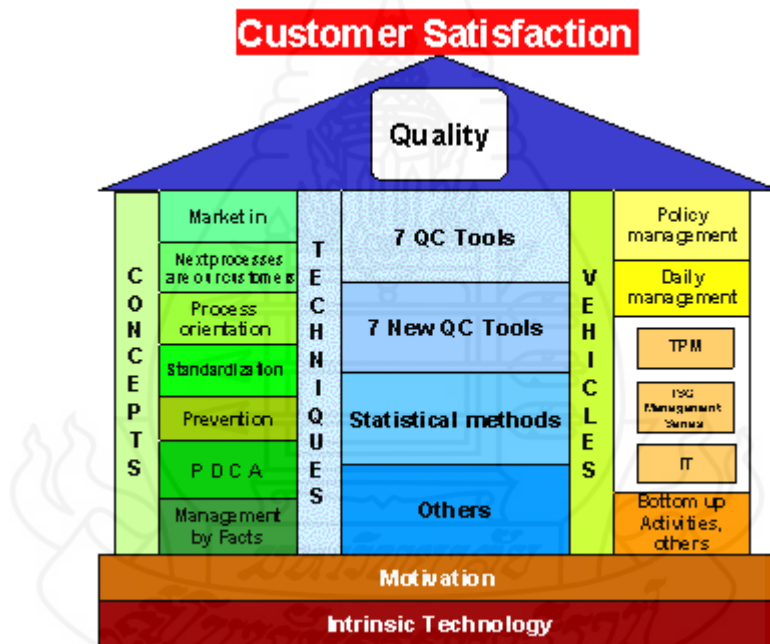 Customer Satisfaction
Quality
CONCEPTS
Market in
Next processes
are our customers
Process
orientation
Standardization
Prevention
P D C A
Management
by Facts
TECHNIQUES
7 QC Tools
7 New QC Tools
Statistical methods
Others
VEHICLES
Policy
management
Daily
management
TPM
Management
IT
Bottom up
Activities,
others
Motivation
Intrinsic Technology